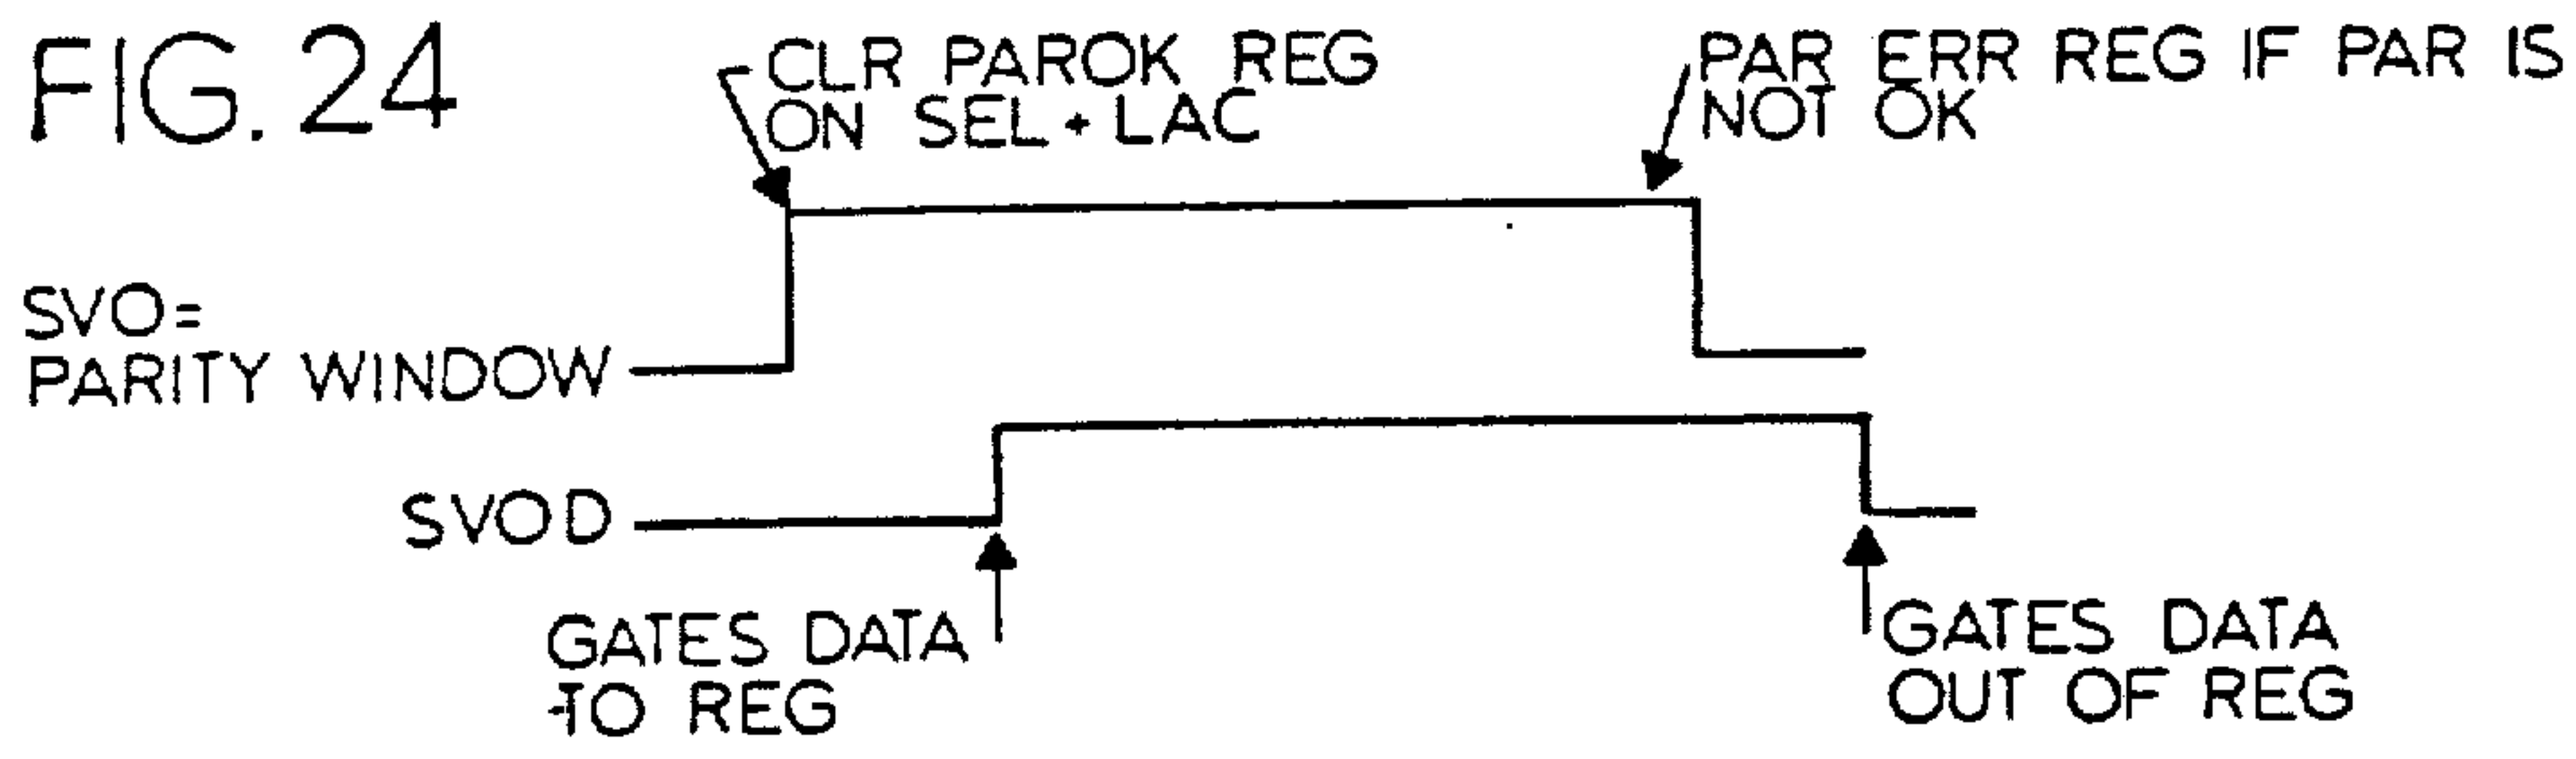 FIG. 24
CLR PAROK REG
ON SEL + LAC
PAR ERR REG IF PAR IS
NOT OK
SVO=
PARITY WINDOW
SVOD
GATES DATA
TO REG
GATES DATA
OUT OF REG